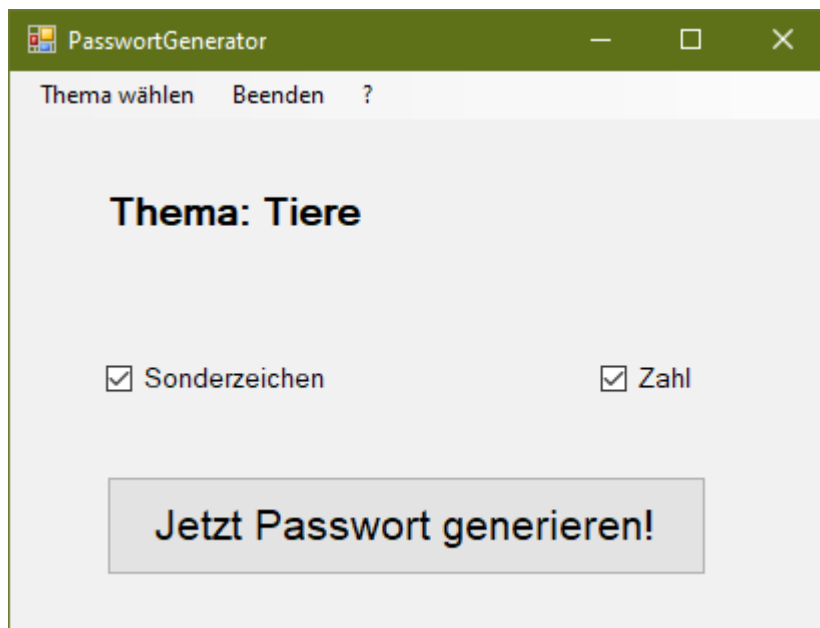 PasswortGenerator
Thema wählen Beenden ?
Thema: Tiere
Sonderzeichen Zahl
Jetzt Passwort generieren!